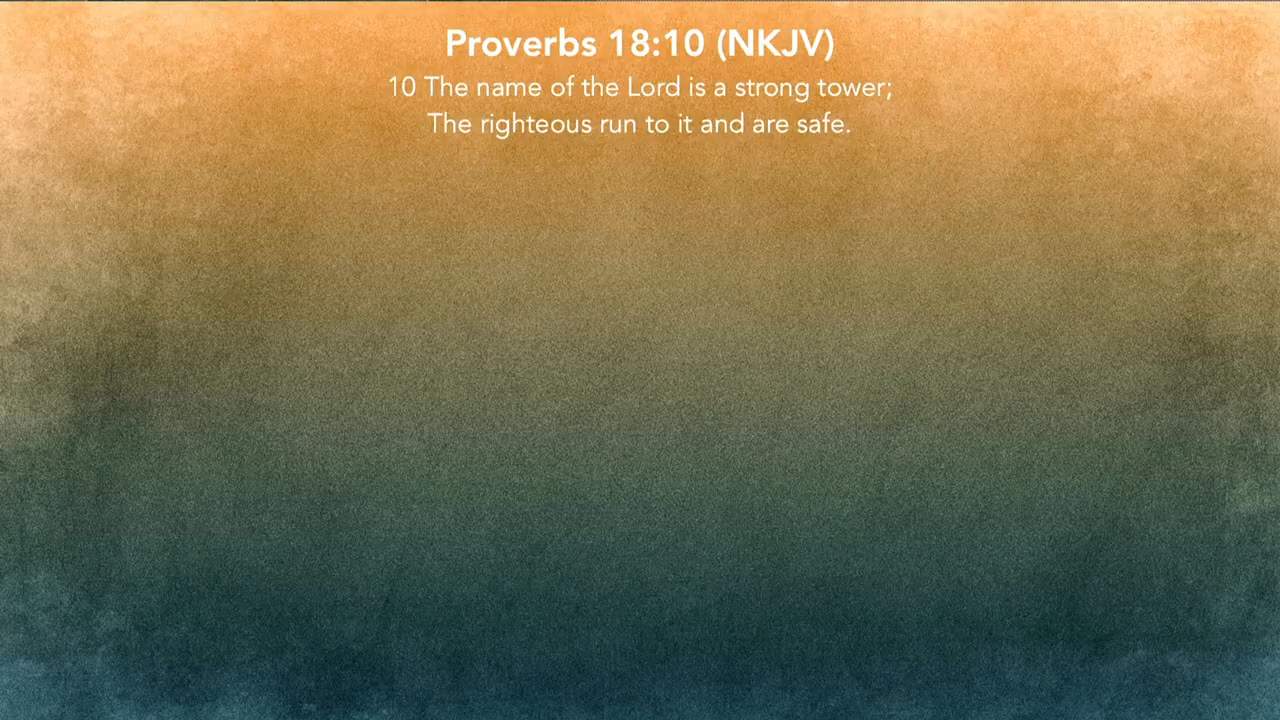 Proverbs 18:10 (NKJV)
10 The name of the Lord is a strong tower;
The righteous run to it and are safe.